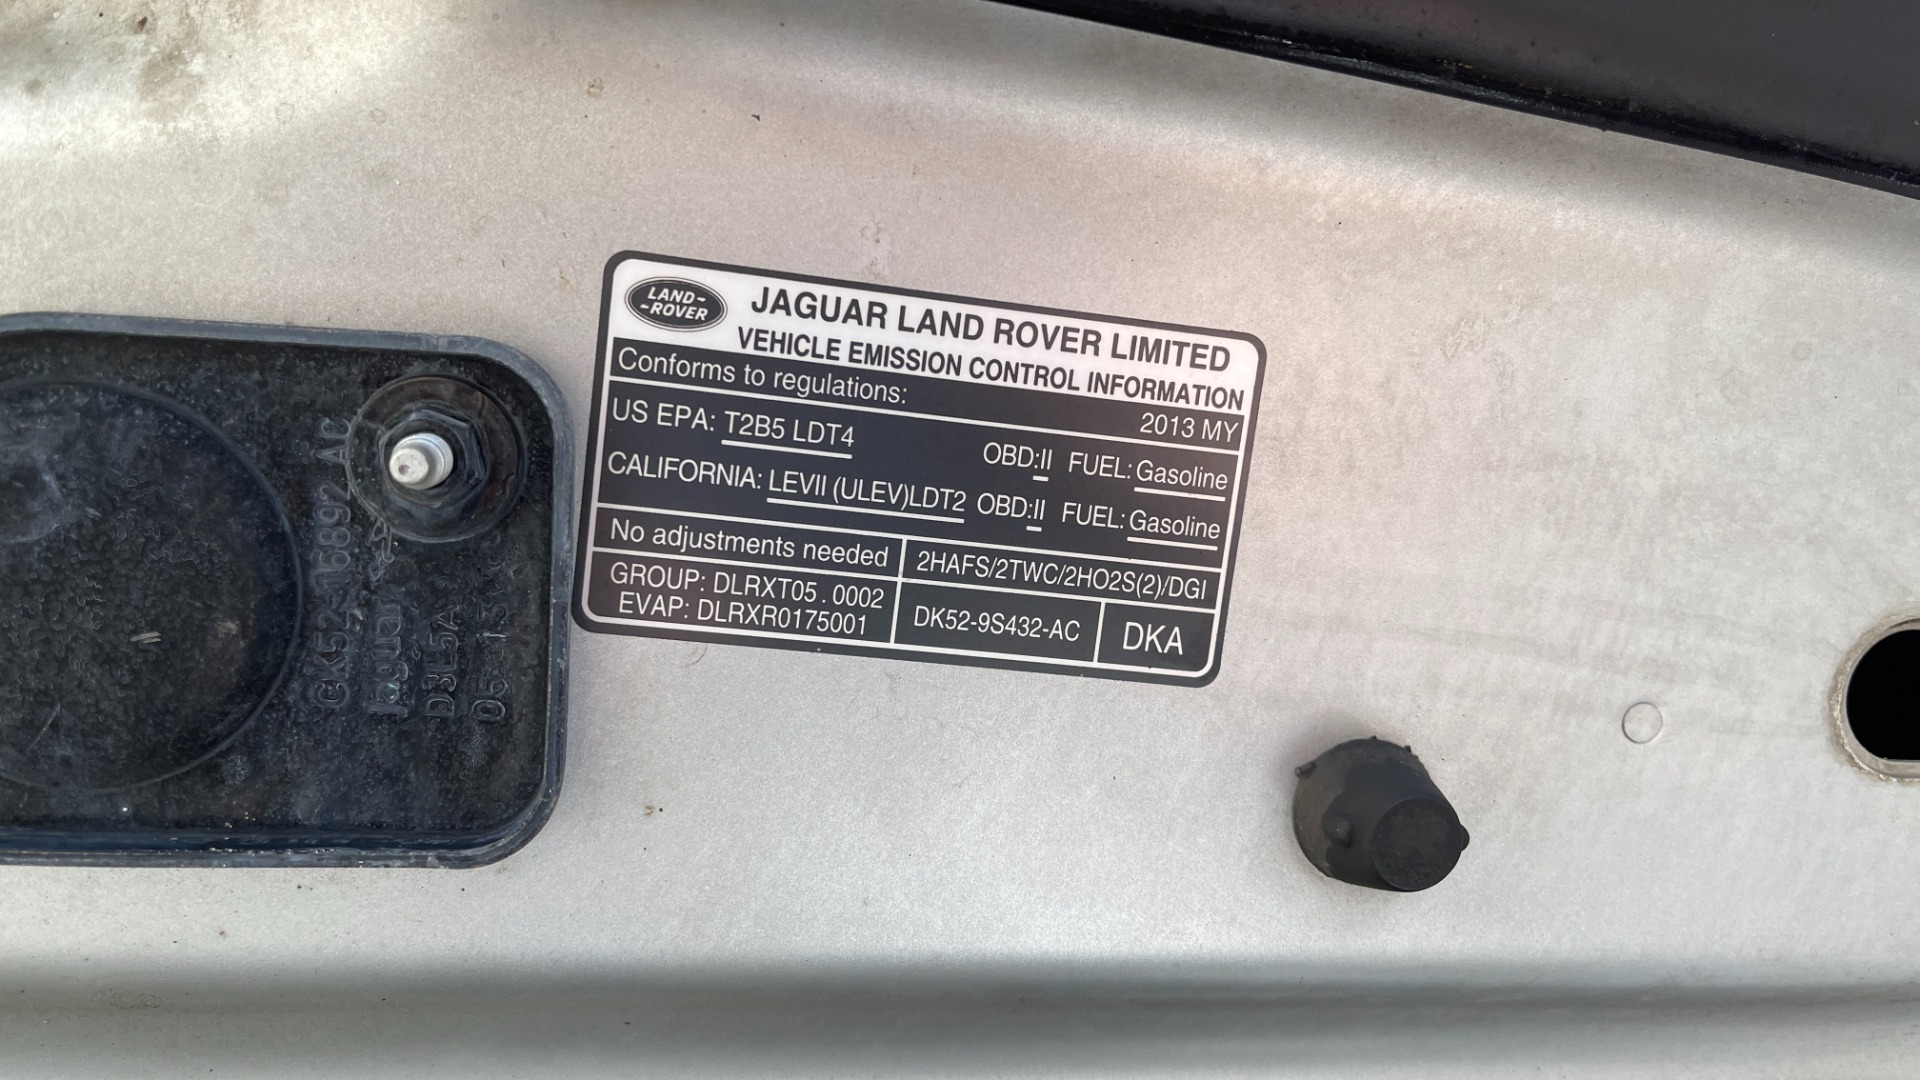 LAND-
-ROVER
JAGUAR LAND ROVER LIMITED
VEHICLE EMISSION CONTROL INFORMATION
Conforms to regulations:
2013 MY
US EPA: T2B5 LDT4 OBD:II FUEL: Gasoline
CALIFORNIA: LEVII (ULEV)LDT2 OBD:II FUEL: Gasoline
No adjustments needed
2HAFS/2TWC/2HO2S(2)/DGI
GROUP: DLRXT05.0002
EVAP: DLRXR0175001
DK52-9S432-AC
DKA
Jaguar
D3L5A